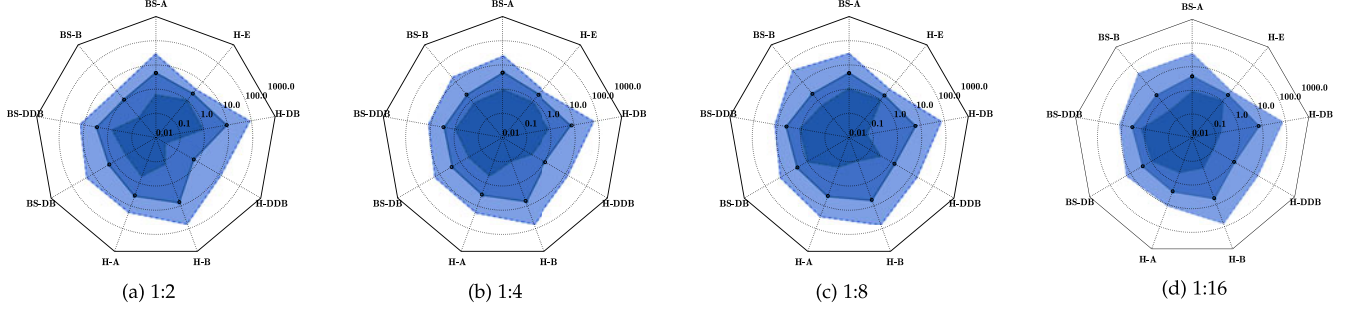 BS-A
BS-B
H-E
1000.0
100.0
10.0
1.0
0.1
0.01
BS-DDB
H-DB
BS-DB
H-DDB
H-A
H-B
(a) 1:2
BS-A
BS-B
H-E
1000.0
100.0
10.0
1.0
0.1
0.01
BS-DDB
H-DB
BS-DB
H-DDB
H-A
H-B
(b) 1:4
BS-A
BS-B
H-E
1000.0
100.0
10.0
1.0
0.1
0.01
BS-DDB
H-DB
BS-DB
H-DDB
H-A
H-B
(c) 1:8
BS-A
BS-B
H-E
1000.0
100.0
10.0
1.0
0.1
0.01
BS-DDB
H-DB
BS-DB
H-DDB
H-A
H-B
(d) 1:16